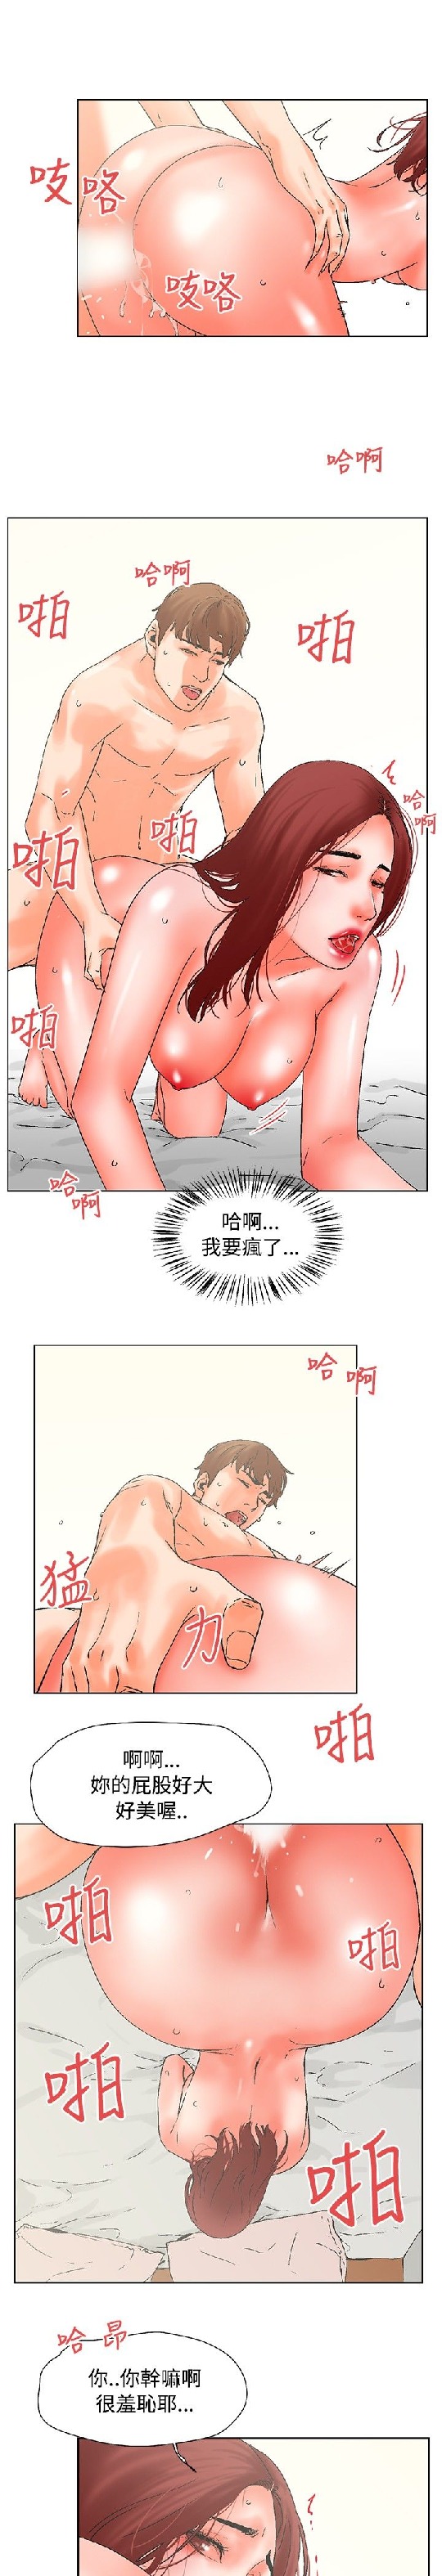 吱咯
吱咯
哈啊
哈啊
啪
啪
哈
啊
啪
啪
啪
哈
啊
哈啊...
我要瘋了...
哈
啊
猛
力
啪
啊啊...
妳的屁股好大
好美喔..
啪
啪
啪
啪
哈 昂
你..你幹嘛啊
很羞恥耶...